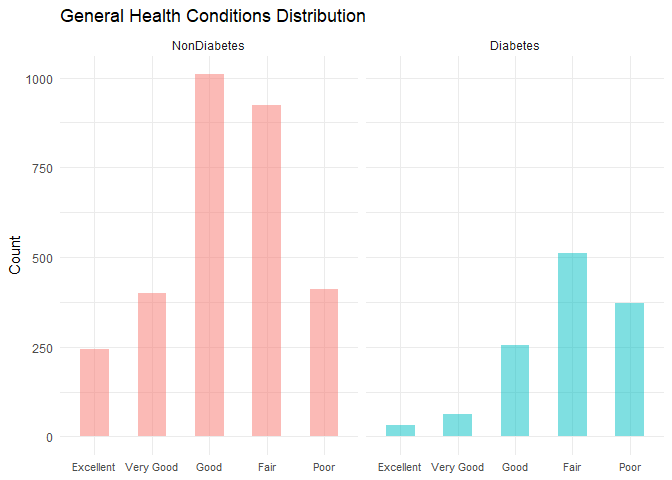 General Health Conditions Distribution
NonDiabetes Diabetes
1000
750
500
250
0
Count
Excellent Very Good Good Fair Poor Excellent Very Good Good Fair Poor